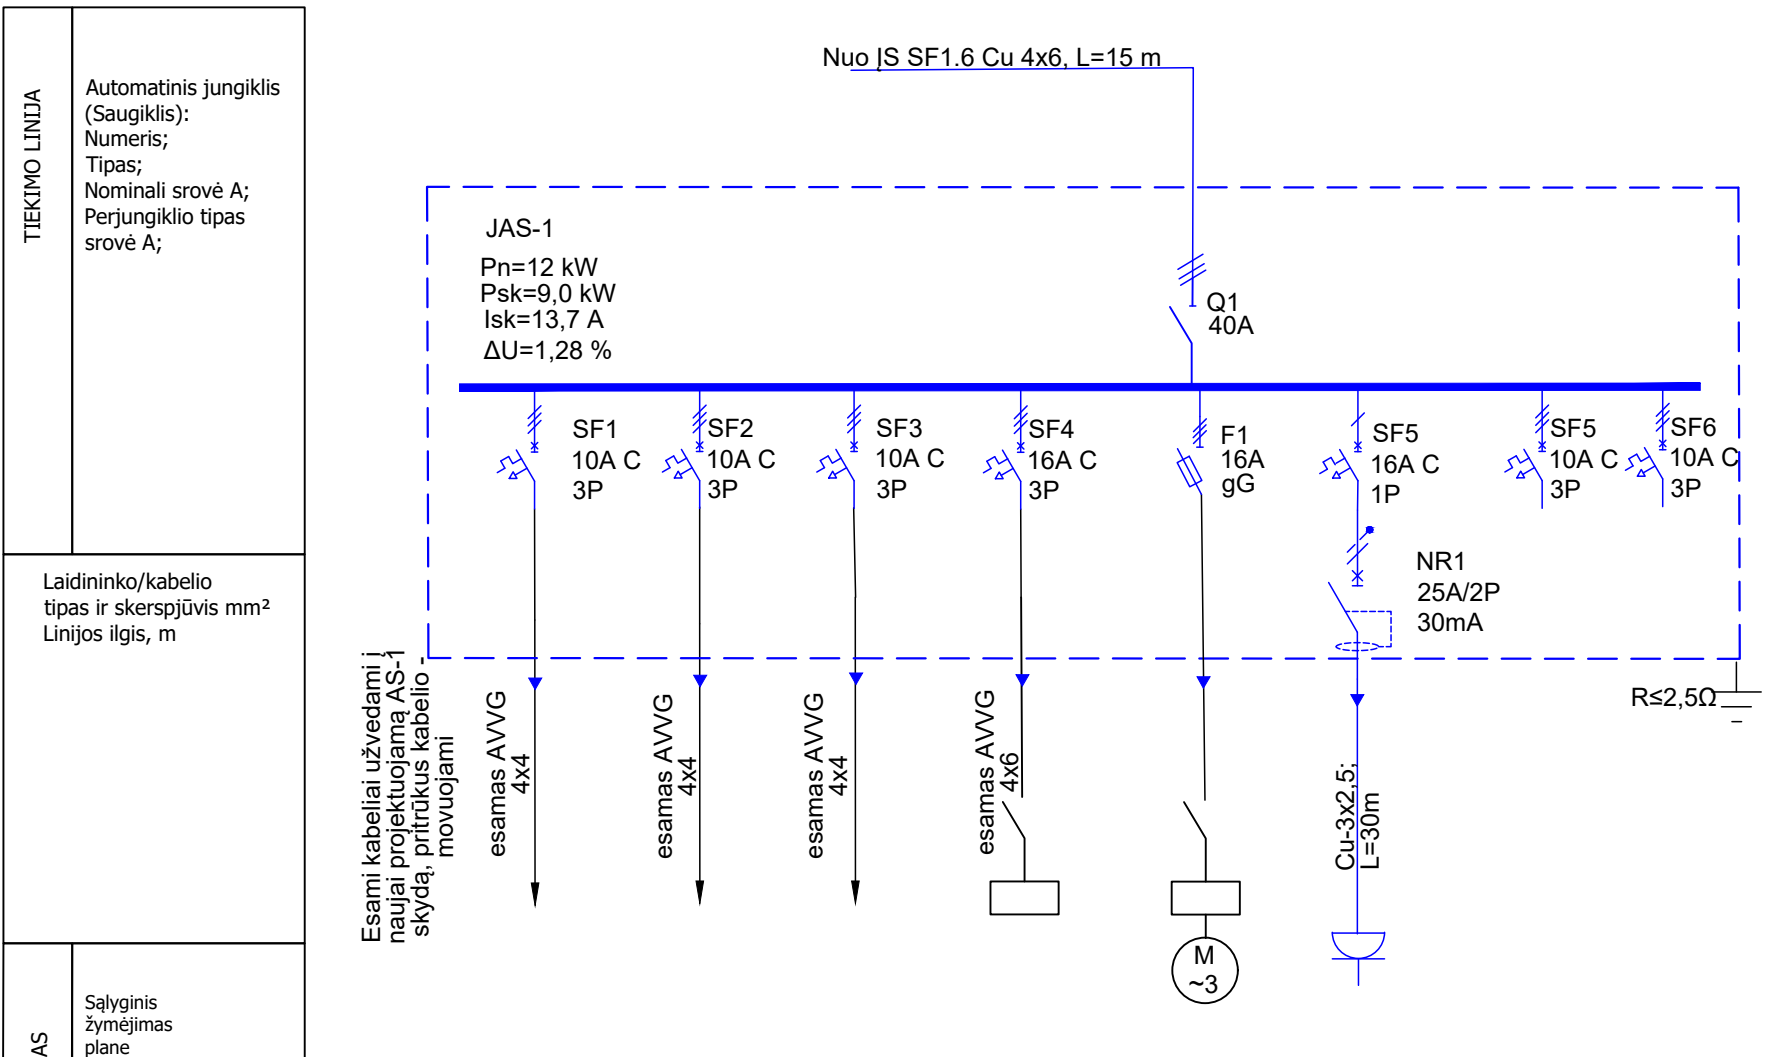 TIEKIMO LINIJA
Automatinis jungiklis
(Saugiklis):
Numeris;
Tipas;
Nominali srovė A;
Perjungiklio tipas
srovė A;
Laidininko/kabelio
tipas ir skerspjūvis mm²
Linijos ilgis, m
AS
Sąlyginis
žymėjimas
plane
Nuo ĮS SF1.6 Cu 4x6, L=15 m
JAS-1
Pn=12 kW
Psk=9,0 kW
Isk=13,7 A
ΔU=1,28 %
Q1
40A
SF1
10A C
3P
SF2
10A C
3P
SF3
10A C
3P
SF4
16A C
3P
F1
16A
gG
SF5
16A C
1P
SF5
10A C
3P
SF6
10A C
3P
NR1
25A/2P
30mA
R≤2,5Ω
Esami kabeliai užvedami į
naujai projektuojamą AS-1
skydą, pritrūkus kabelio -
movuojami
esamas AVVG
4x4
esamas AVVG
4x4
esamas AVVG
4x4
esamas AVVG
4x6
Cu-3x2,5;
L=30m
M
~3